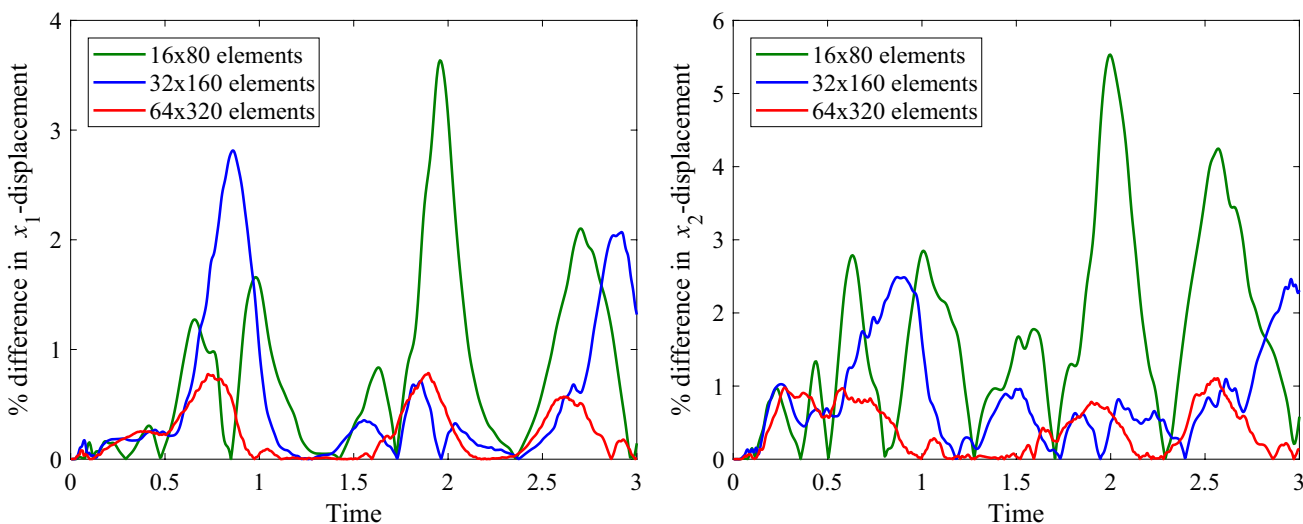 4
3
2
1
0
% difference in x1-displacement
16x80 elements
32x160 elements
64x320 elements
0 0.5 1 1.5 2 2.5 3
Time
6
5
4
3
2
1
0
% difference in x2-displacement
16x80 elements
32x160 elements
64x320 elements
0 0.5 1 1.5 2 2.5 3
Time